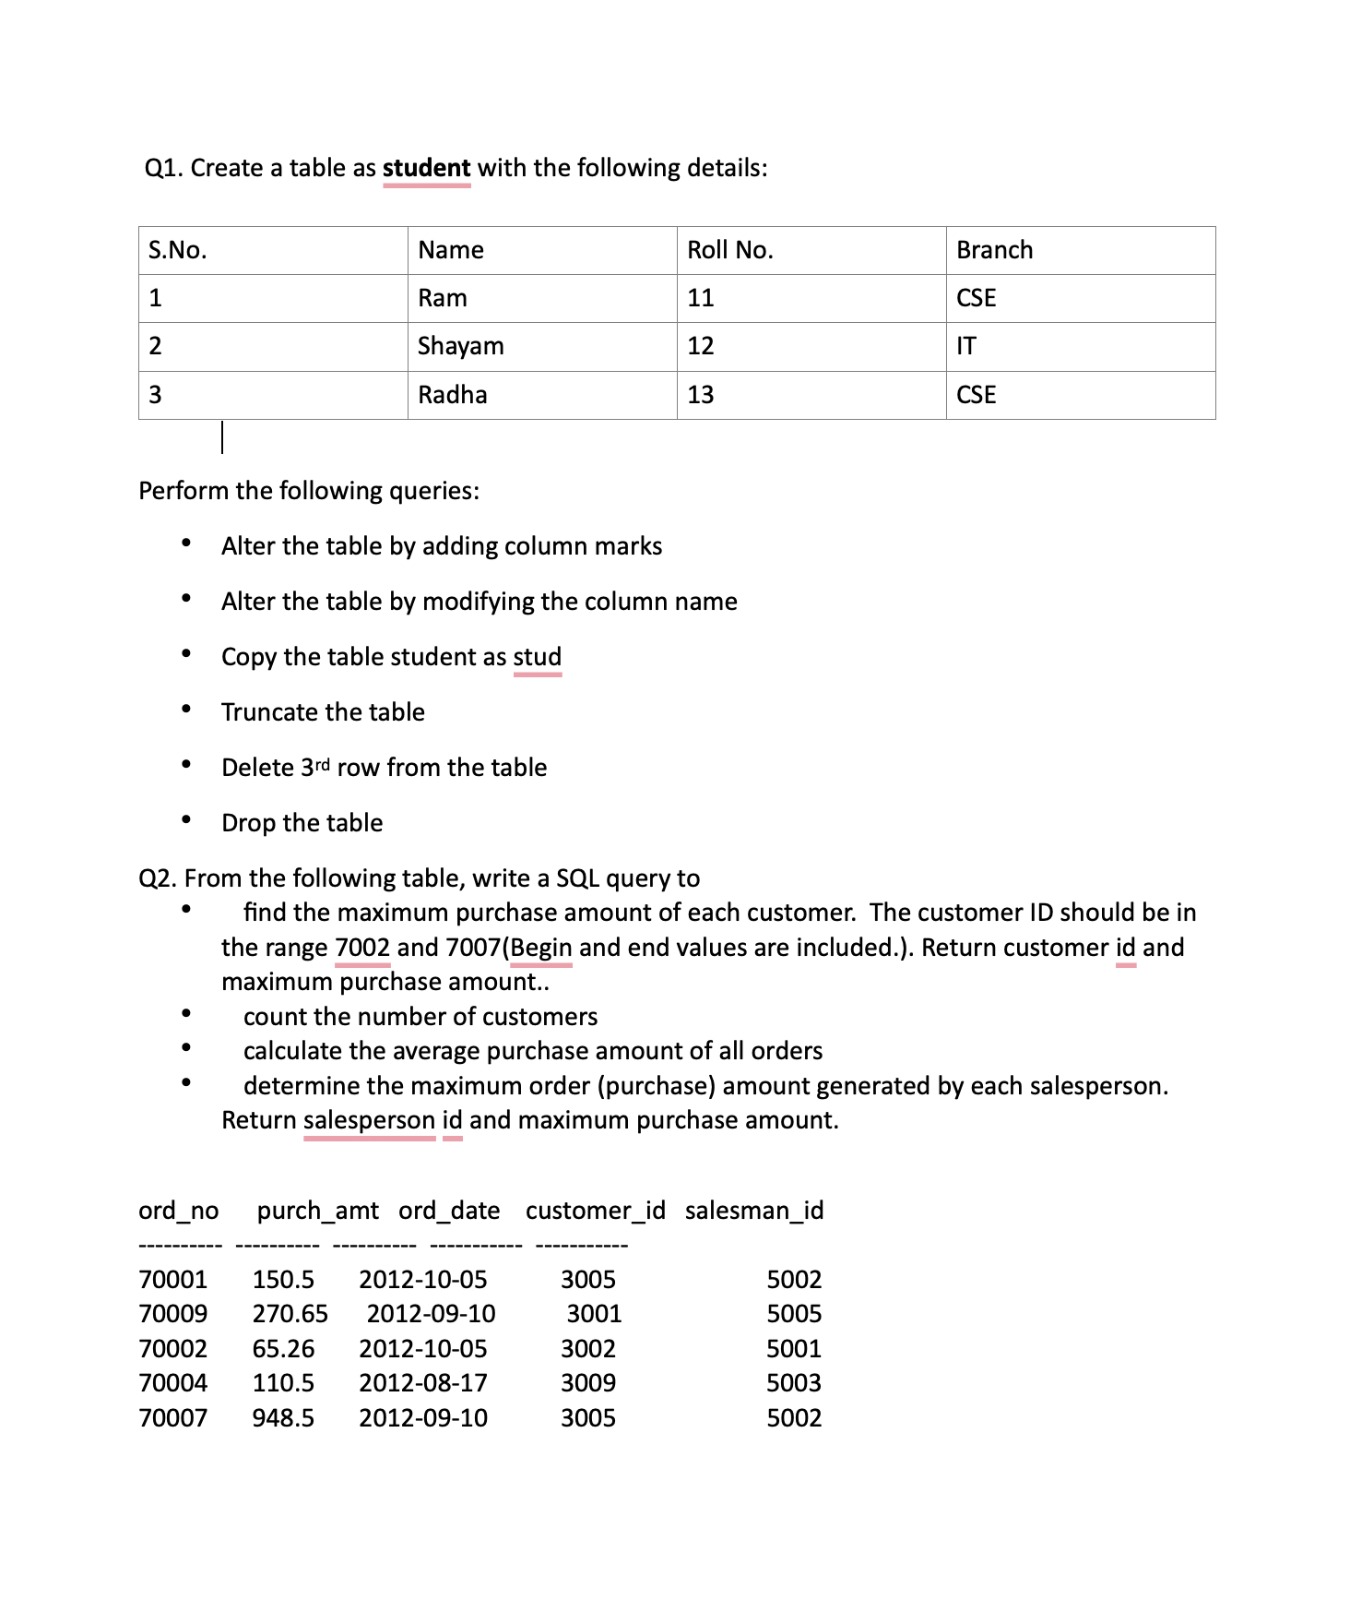 Q1. Create a table as student with the following details:
S.No. Name Roll No. Branch
1 Ram 11 CSE
2 Shayam 12 IT
3 Radha 13 CSE
Perform the following queries:
• Alter the table by adding column marks
• Alter the table by modifying the column name
• Copy the table student as stud
• Truncate the table
• Delete 3rd row from the table
• Drop the table
Q2. From the following table, write a SQL query to
• find the maximum purchase amount of each customer. The customer ID should be in
the range 7002 and 7007(Begin and end values are included.). Return customer id and
maximum purchase amount..
• count the number of customers
• calculate the average purchase amount of all orders
• determine the maximum order (purchase) amount generated by each salesperson.
Return salesperson id and maximum purchase amount.
ord_no purch_amt ord_date customer_id salesman_id
---------- ---------- ---------- ----------- -----------
70001 150.5 2012-10-05 3005 5002
70009 270.65 2012-09-10 3001 5005
70002 65.26 2012-10-05 3002 5001
70004 110.5 2012-08-17 3009 5003
70007 948.5 2012-09-10 3005 5002